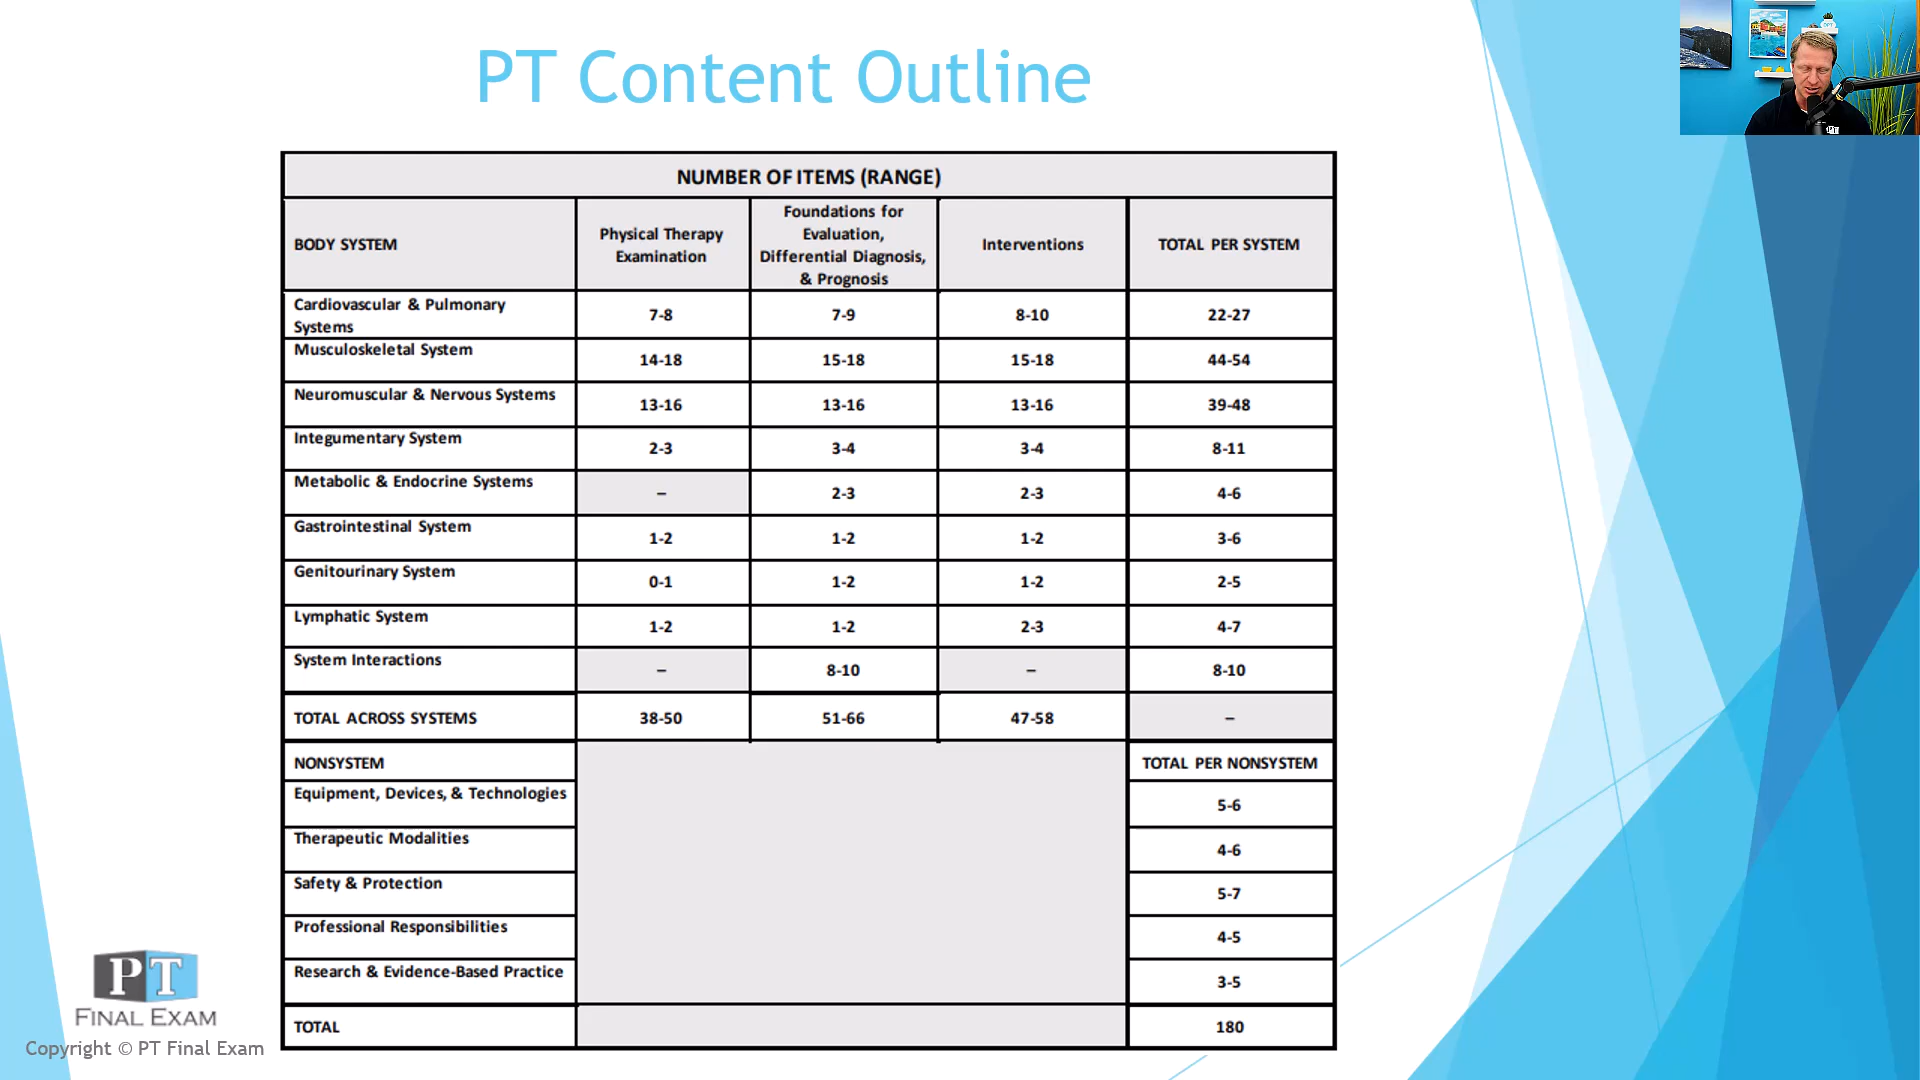 PT Content Outline
NUMBER OF ITEMS (RANGE)
BODY SYSTEM
Physical Therapy
Examination
Foundations for
Evaluation,
Differential Diagnosis,
& Prognosis
Interventions
TOTAL PER SYSTEM
Cardiovascular & Pulmonary
Systems
7-8
7-9
8-10
22-27
Musculoskeletal System
14-18
15-18
15-18
44-54
Neuromuscular & Nervous Systems
13-16
13-16
13-16
39-48
Integumentary System
2-3
3-4
3-4
8-11
Metabolic & Endocrine Systems
–
2-3
2-3
4-6
Gastrointestinal System
1-2
1-2
1-2
3-6
Genitourinary System
0-1
1-2
1-2
2-5
Lymphatic System
1-2
1-2
2-3
4-7
System Interactions
–
8-10
–
8-10
TOTAL ACROSS SYSTEMS
38-50
51-66
47-58
–
NONSYSTEM
TOTAL PER NONSYSTEM
Equipment, Devices, & Technologies
5-6
Therapeutic Modalities
4-6
Safety & Protection
5-7
Professional Responsibilities
4-5
Research & Evidence-Based Practice
3-5
TOTAL
180
PT
FINAL EXAM
Copyright © PT Final Exam
PT